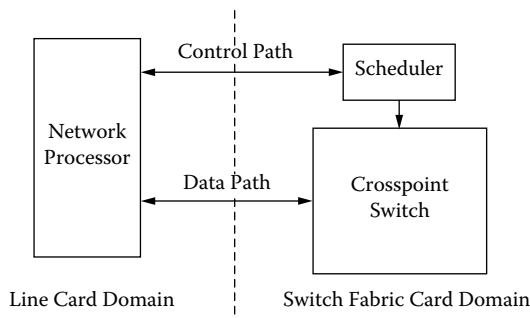 Control Path
Scheduler
Network
Processor
Data Path
Crosspoint
Switch
Line Card Domain
Switch Fabric Card Domain